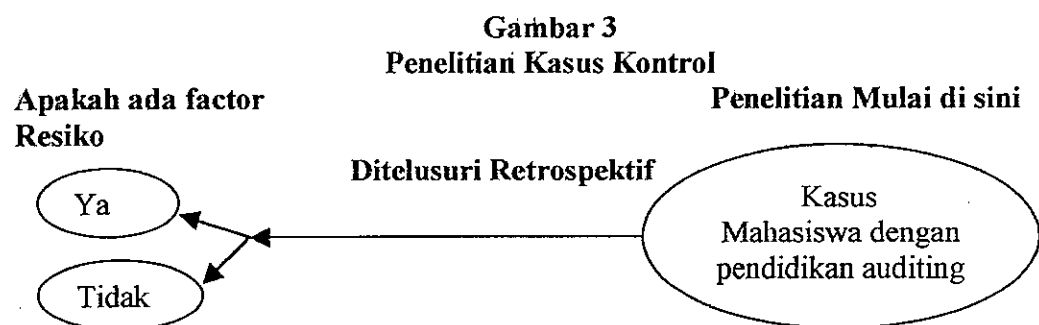 Gambar 3
Penelitian Kasus Kontrol
Apakah ada factor
Resiko
Penelitian Mulai di sini
Ditelusuri Retrospektif
Ya
Tidak
Kasus
Mahasiswa dengan
pendidikan auditing